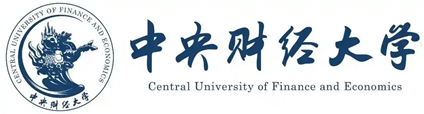 CENTRAL UNIVERSITY OF FINANCE AND ECONOMICS
中央财经大学
中央财经大学
Central University of Finance and Economics